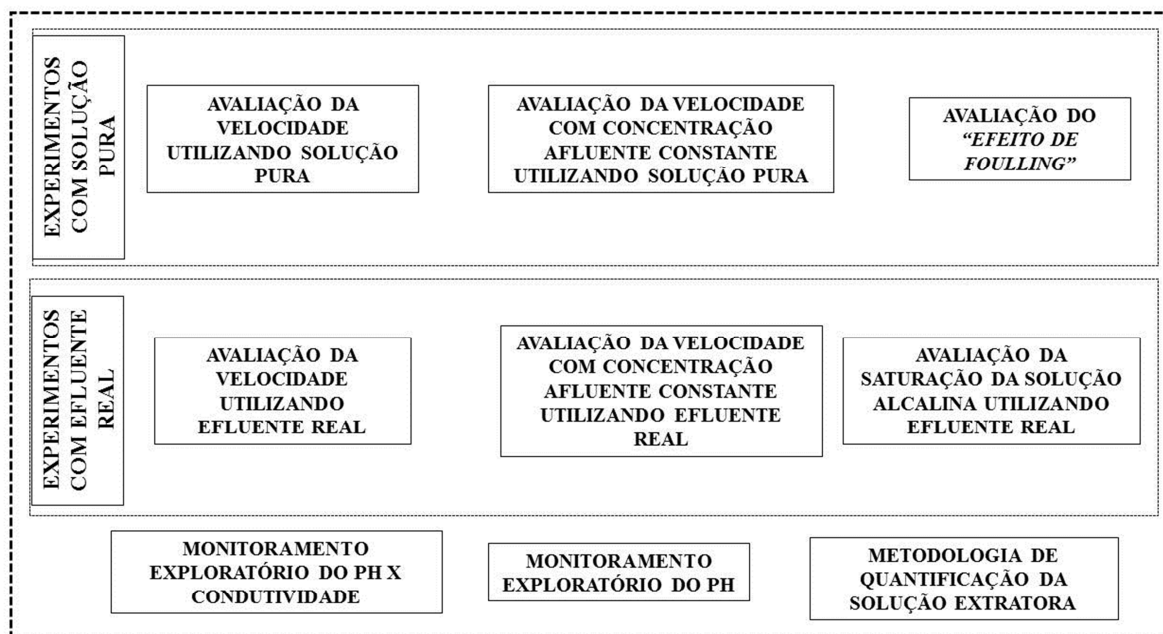 EXPERIMENTOS
COM SOLUÇÃO
PURA
AVALIAÇÃO DA
VELOCIDADE
UTILIZANDO SOLUÇÃO
PURA
AVALIAÇÃO DA VELOCIDADE
COM CONCENTRAÇÃO
AFLUENTE CONSTANTE
UTILIZANDO SOLUÇÃO PURA
AVALIAÇÃO DO
“EFEITO DE
FOULLING”
EXPERIMENTOS
COM EFLUENTE
REAL
AVALIAÇÃO DA
VELOCIDADE
UTILIZANDO
EFLUENTE REAL
AVALIAÇÃO DA VELOCIDADE
COM CONCENTRAÇÃO
AFLUENTE CONSTANTE
UTILIZANDO EFLUENTE
REAL
AVALIAÇÃO DA
SATURAÇÃO DA SOLUÇÃO
ALCALINA UTILIZANDO
EFLUENTE REAL
MONITORAMENTO
EXPLORATÓRIO DO PH X
CONDUTIVIDADE
MONITORAMENTO
EXPLORATÓRIO DO PH
METODOLOGIA DE
QUANTIFICAÇÃO DA
SOLUÇÃO EXTRATORA